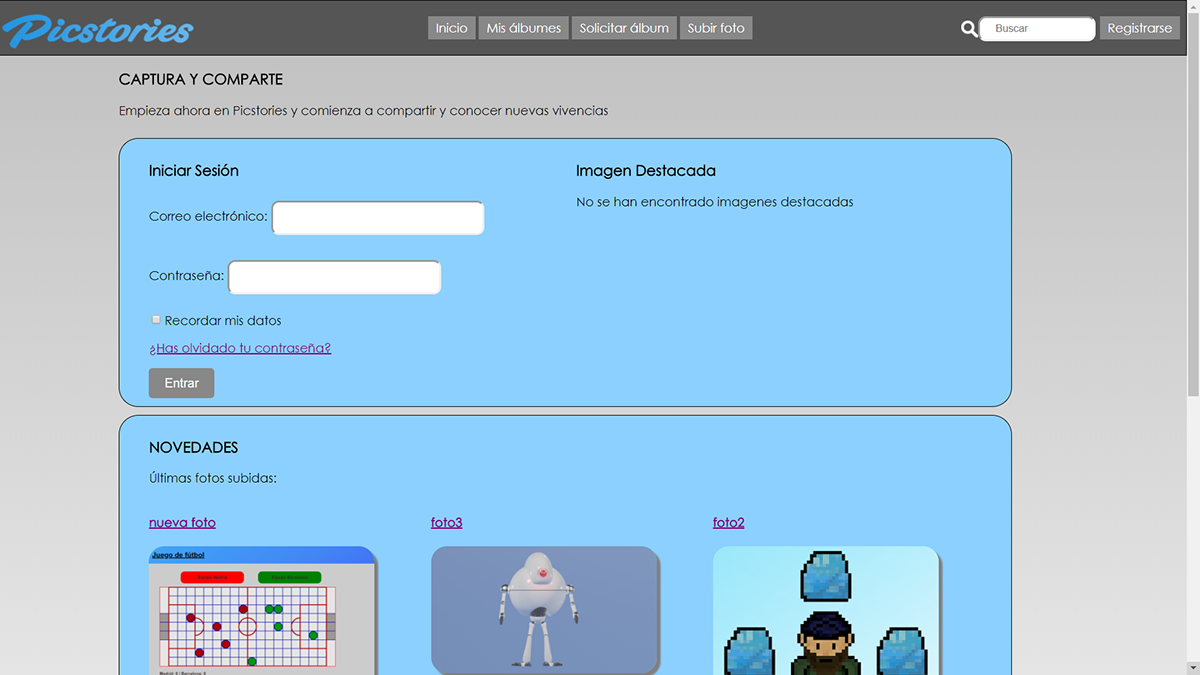 Picstories
Inicio
Mis álbumes
Solicitar álbum
Subir foto
Buscar
Registrarse
CAPTURA Y COMPARTE
Empieza ahora en Picstories y comienza a compartir y conocer nuevas vivencias
Iniciar Sesión
Correo electrónico:
Contraseña:
Recordar mis datos
¿Has olvidado tu contraseña?
Entrar
Imagen Destacada
No se han encontrado imagenes destacadas
NOVEDADES
Últimas fotos subidas:
nueva foto
foto3
foto2
Juego de fútbol